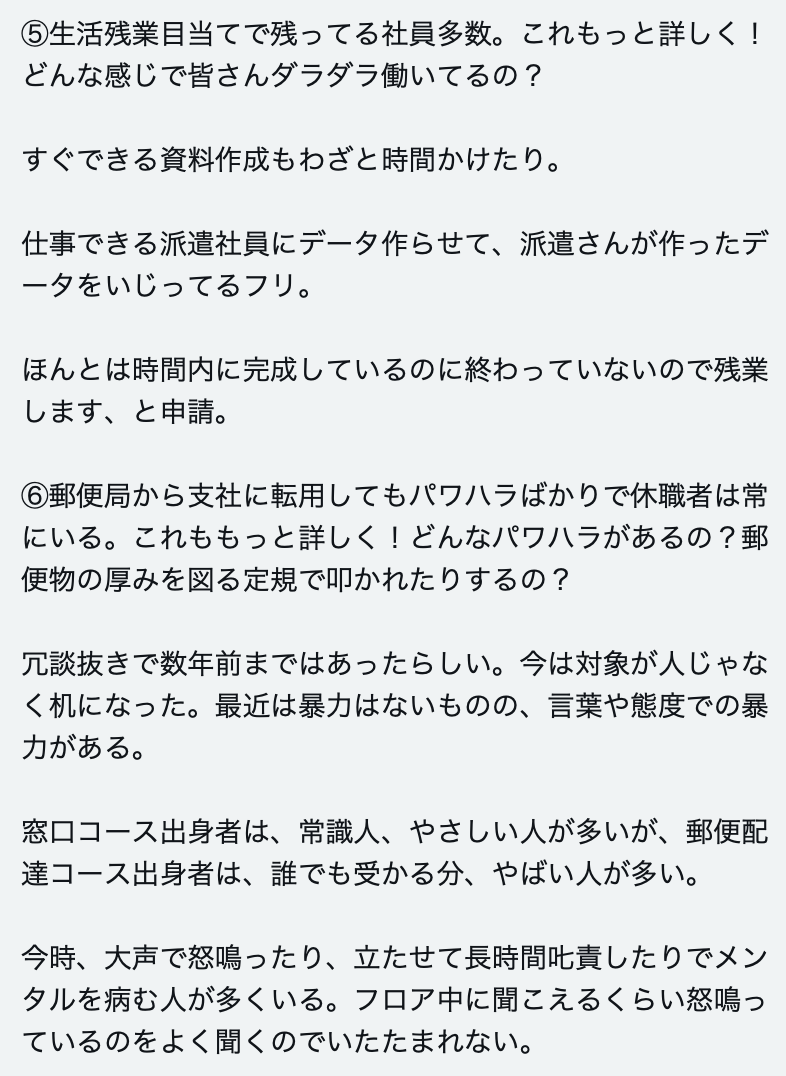 ⑤生活残業目当てで残ってる社員多数。これもっと詳しく！
どんな感じで皆さんダラダラ働いてるの？
すぐできる資料作成もわざと時間かけたり。
仕事できる派遣社員にデータ作らせて、派遣さんが作ったデ
ータをいじってるフリ。
ほんとは時間内に完成しているのに終わっていないので残業
します、と申請。
⑥郵便局から支社に転用してもパワハラばかりで休職者は常
にいる。これももっと詳しく！どんなパワハラがあるの？郵
便物の厚みを図る定規で叩かれたりするの？
冗談抜きで数年前まではあったらしい。今は対象が人じゃな
く机になった。最近は暴力はないものの、言葉や態度での暴
力がある。
窓口コース出身者は、常識人、やさしい人が多いが、郵便配
達コース出身者は、誰でも受かる分、やばい人が多い。
今時、大声で怒鳴ったり、立たせて長時間叱責したりでメン
タルを病む人が多くいる。フロア中に聞こえるくらい怒鳴っ
ているのをよく聞くのでいたたまれない。